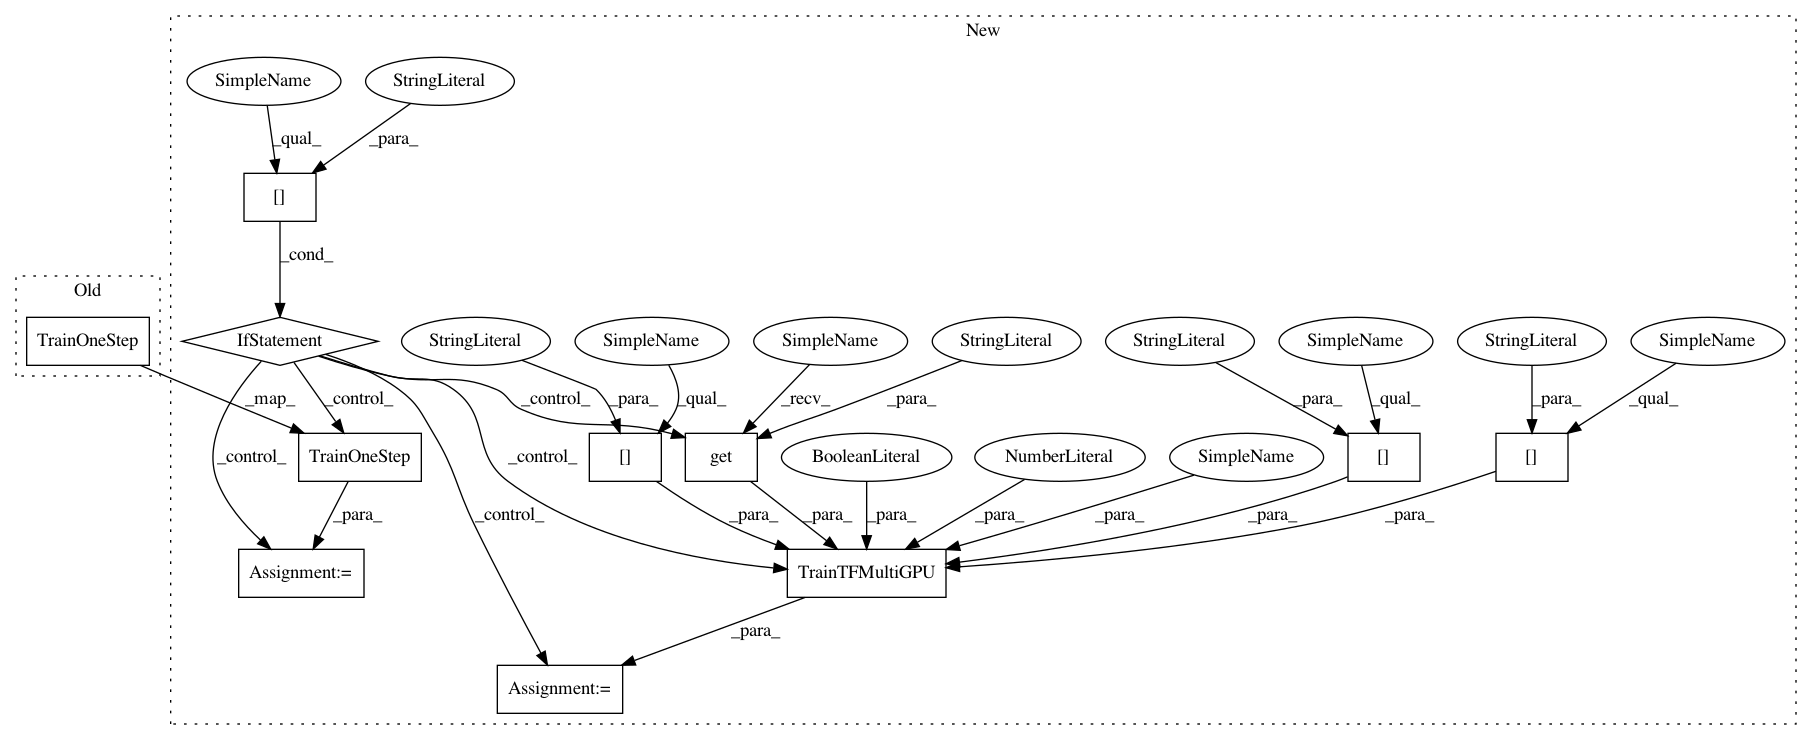 New
SimpleName
StringLiteral
_qual_
_para_
[]
_cond_
Old
TrainOneStep
IfStatement
StringLiteral
SimpleName
SimpleName
StringLiteral
StringLiteral
SimpleName
StringLiteral
SimpleName
_map_
_control_
_control_
_para_
_qual_
_recv_
_para_
_para_
_qual_
_para_
_qual_
_control_
TrainOneStep
_control_
[]
get
BooleanLiteral
NumberLiteral
SimpleName
[]
[]
_para_
_control_
_para_
_para_
_para_
_para_
_para_
_para_
_para_
Assignment:=
TrainTFMultiGPU
_para_
Assignment:=